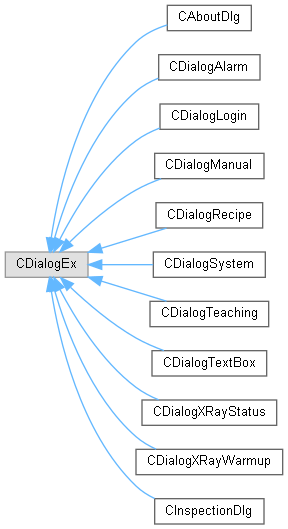 CAboutDlg
CDialogAlarm
CDialogLogin
CDialogManual
CDialogRecipe
CDialogEx
CDialogSystem
CDialogTeaching
CDialogTextBox
CDialogXRayStatus
CDialogXRayWarmup
CInspectionDlg